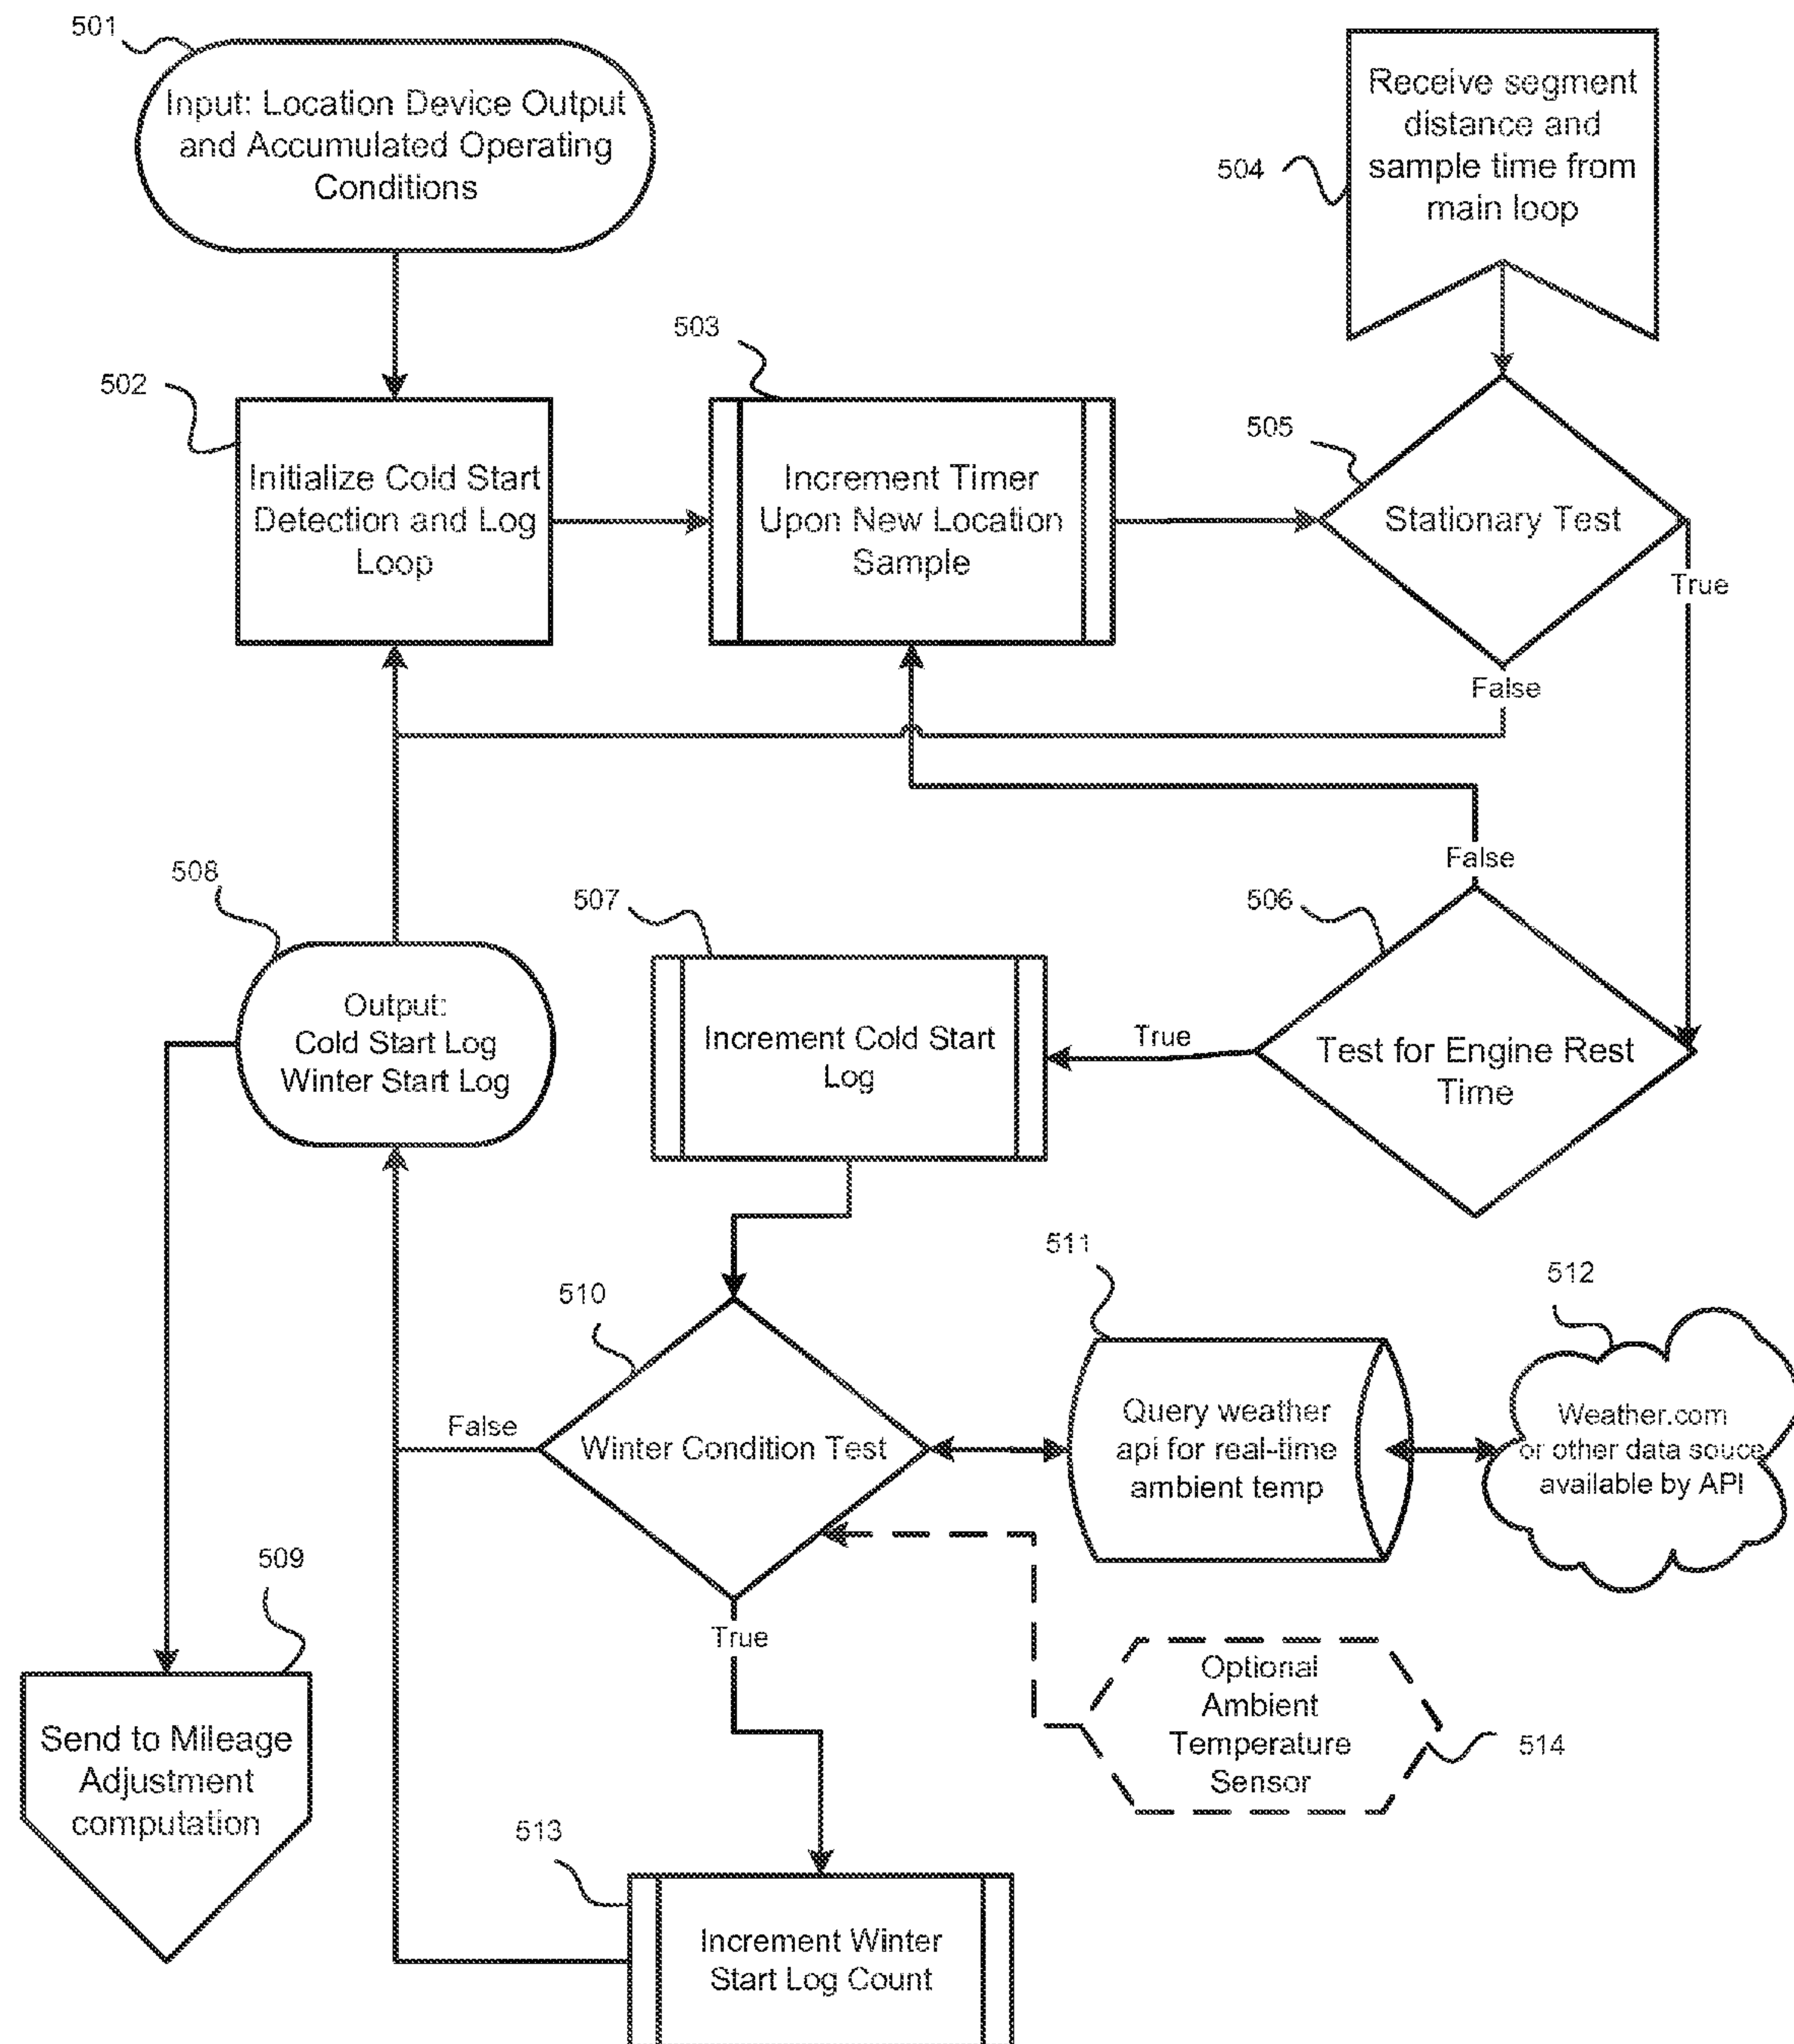 501
Input: Location Device Output
and Accumulated Operating
Conditions
504
Receive segment
distance and
sample time from
main loop
502
Initialize Cold Start
Detection and Log
Loop
503
Increment Timer
Upon New Location
Sample
505
Stationary Test
True
False
506
False
Test for Engine Rest
Time
True
507
Increment Cold Start
Log
508
Output:
Cold Start Log
Winter Start Log
509
Send to Mileage
Adjustment
computation
510
Winter Condition Test
False
True
511
Query weather
api for real-time
ambient temp
512
Weather.com
or other data souce
available by API
Optional
Ambient
Temperature
Sensor
514
513
Increment Winter
Start Log Count